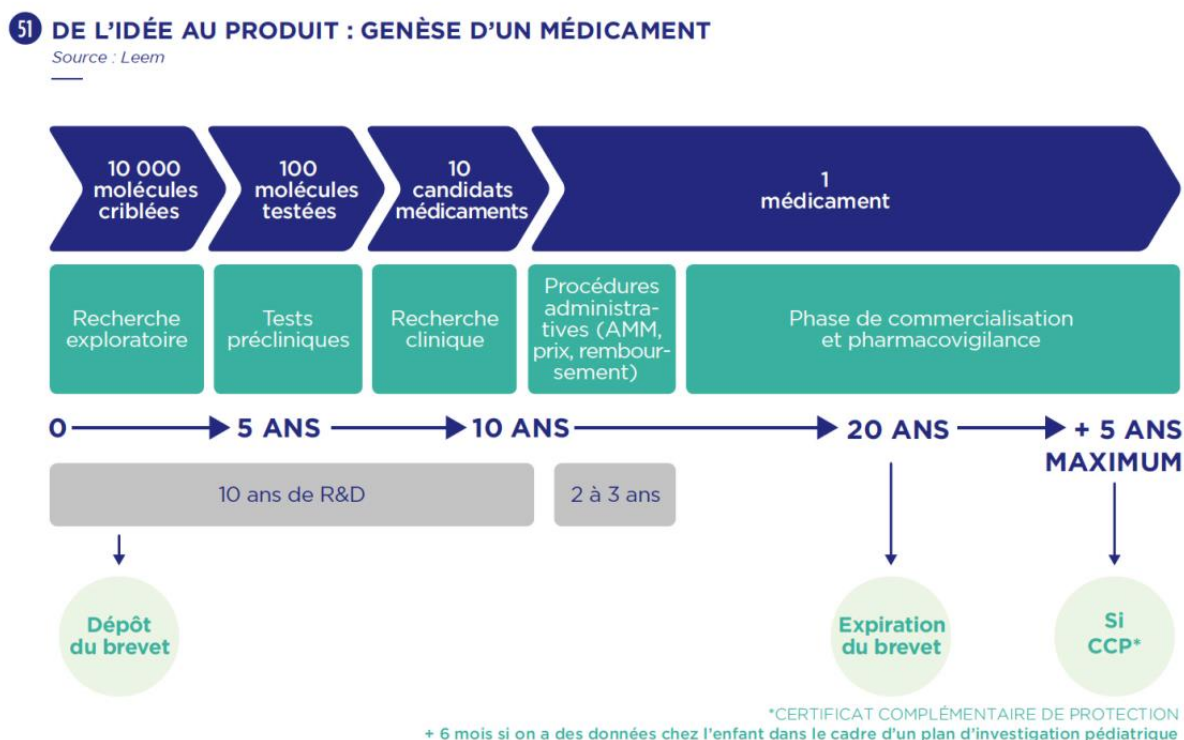 51 DE L'IDÉE AU PRODUIT : GENÈSE D'UN MÉDICAMENT
Source : Leem
10 000
molécules
criblées
100
molécules
testées
10
candidats
médicaments
1
médicament
Recherche
exploratoire
Tests
précliniques
Recherche
clinique
Procédures
administra-
tives (AMM,
prix, rembour-
sement)
Phase de commercialisation
et pharmacovigilance
0
5 ANS
10 ANS
20 ANS
+ 5 ANS
MAXIMUM
10 ans de R&D
2 à 3 ans
Dépôt
du brevet
Expiration
du brevet
Si
CCP*
*CERTIFICAT COMPLÉMENTAIRE DE PROTECTION
+ 6 mois si on a des données chez l'enfant dans le cadre d'un plan d'investigation pédiatrique